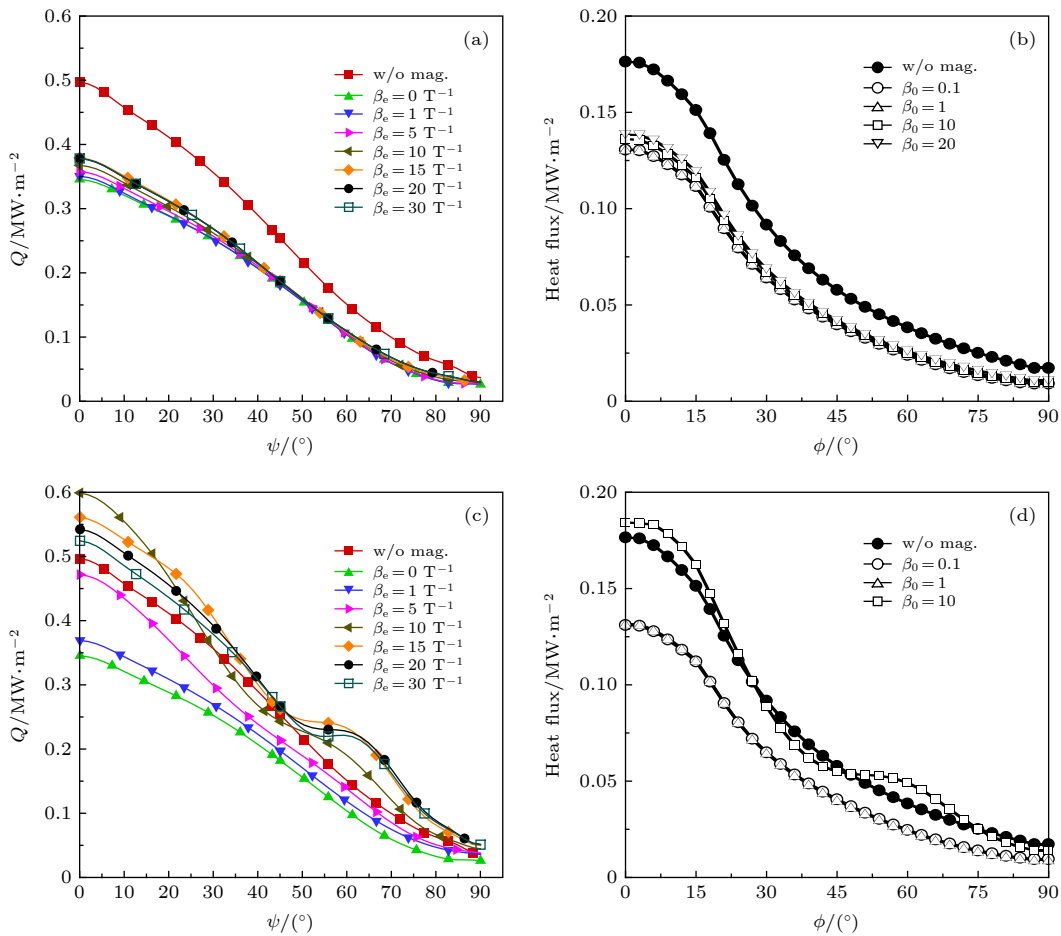 (a)
Q/MW·m⁻²
0.6
0.5
0.4
0.3
0.2
0.1
0
w/o mag.
βe=0 T⁻¹
βe=1 T⁻¹
βe=5 T⁻¹
βe=10 T⁻¹
βe=15 T⁻¹
βe=20 T⁻¹
βe=30 T⁻¹
0 10 20 30 40 50 60 70 80 90
ψ/(°)
(b)
Heat flux/MW·m⁻²
0.20
0.15
0.10
0.05
0
w/o mag.
β₀=0.1
β₀=1
β₀=10
β₀=20
0 15 30 45 60 75 90
ϕ/(°)
(c)
Q/MW·m⁻²
0.6
0.5
0.4
0.3
0.2
0.1
0
w/o mag.
βe=0 T⁻¹
βe=1 T⁻¹
βe=5 T⁻¹
βe=10 T⁻¹
βe=15 T⁻¹
βe=20 T⁻¹
βe=30 T⁻¹
0 10 20 30 40 50 60 70 80 90
ψ/(°)
(d)
Heat flux/MW·m⁻²
0.20
0.15
0.10
0.05
0
w/o mag.
β₀=0.1
β₀=1
β₀=10
0 15 30 45 60 75 90
ϕ/(°)